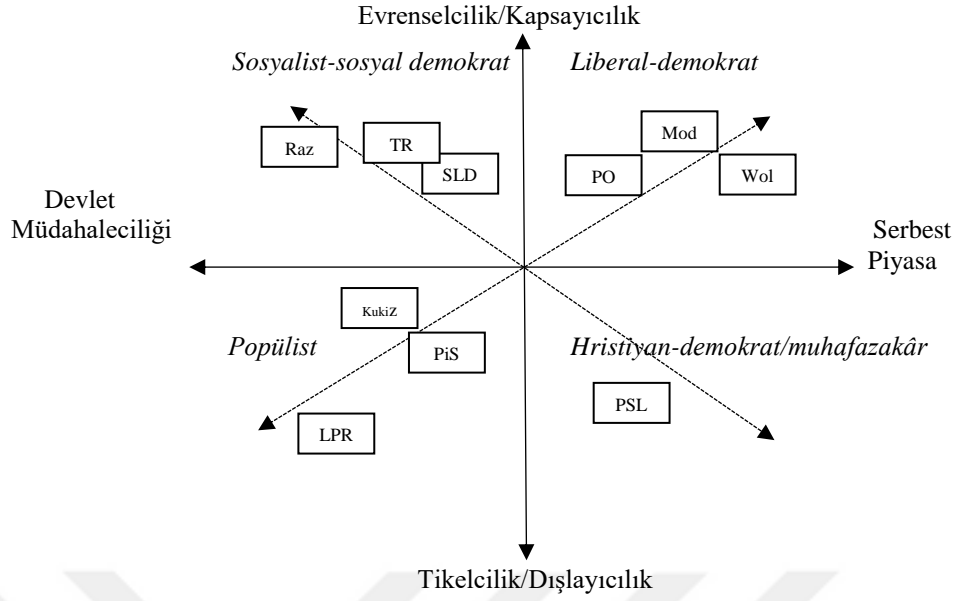 Evrenselcilik/Kapsayıcılık
Sosyalist-sosyal demokrat
Liberal-demokrat
Raz
TR
SLD
PO
Mod
Wol
Devlet
Müdahaleciliği
Serbest
Piyasa
KukiZ
PiS
LPR
Popülist
Hristiyan-demokrat/muhafazakâr
PSL
Tikelcilik/Dışlayıcılık